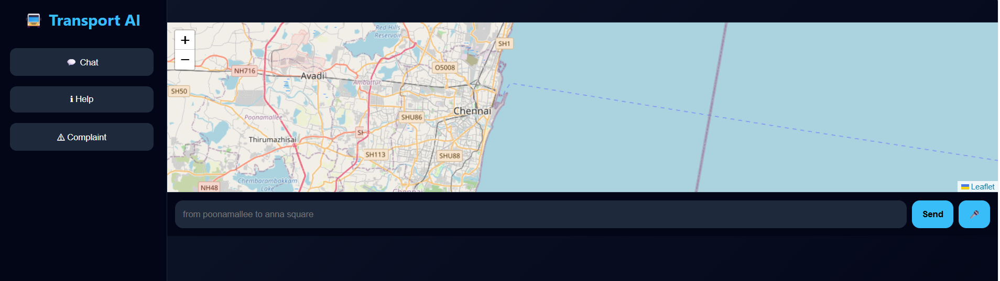 Transport AI
Chat
Help
Complaint
+
−
Red Hills
Reservoir
SH1
NH716
O5008
Avadi
Ambattur
SH50
Chennai
Poonamallee
SHU86
SH
Thirumazhisai
SH113
SHU88
Chembarambakkam
Lake
NH48
Leaflet
from poonamallee to anna square
Send